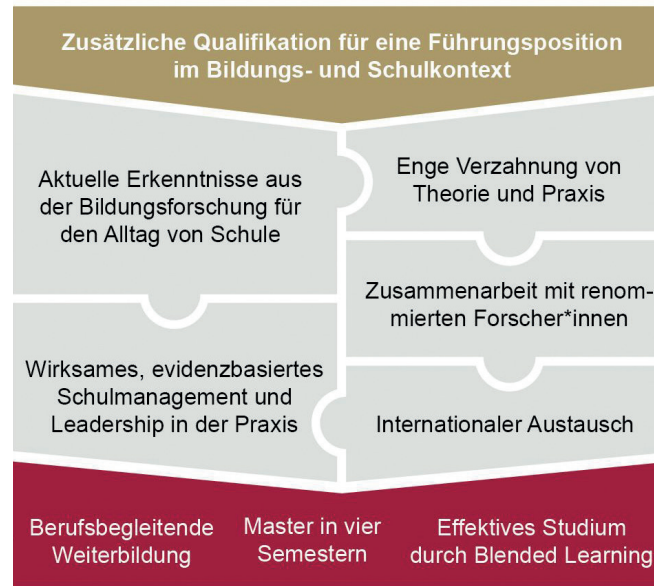 Zusätzliche Qualifikation für eine Führungsposition
im Bildungs- und Schulkontext
Aktuelle Erkenntnisse aus
der Bildungsforschung für
den Alltag von Schule
Enge Verzahnung von
Theorie und Praxis
Zusammenarbeit mit renom-
mierten Forscher*innen
Wirksames, evidenzbasiertes
Schulmanagement und
Leadership in der Praxis
Internationaler Austausch
Berufsbegleitende
Weiterbildung
Master in vier
Semestern
Effektives Studium
durch Blended Learning